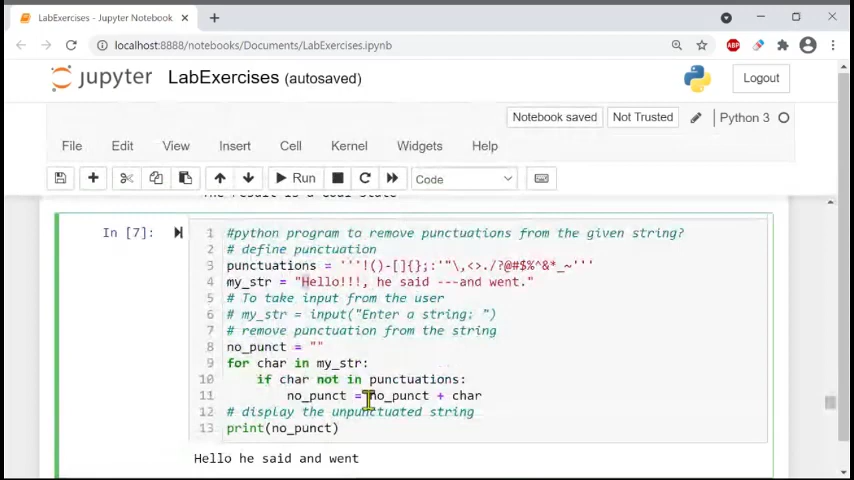 LabExercises - Jupyter Notebook
localhost:8888/notebooks/Documents/LabExercises.ipynb
ABP
jupyter LabExercises (autosaved)
Logout
Notebook saved Not Trusted Python 3
File Edit View Insert Cell Kernel Widgets Help
Run Code
In [7]:
1 #python program to remove punctuations from the given string?
2 # define punctuation
3 punctuations = '''!()-[]{};:'"\,<>./?@#$%^&*_~'''
4 my_str = "Hello!!!, he said ---and went."
5 # To take input from the user
6 # my_str = input("Enter a string: ")
7 # remove punctuation from the string
8 no_punct = ""
9 for char in my_str:
10 if char not in punctuations:
11 no_punct = no_punct + char
12 # display the unpunctuated string
13 print(no_punct)
Hello he said and went